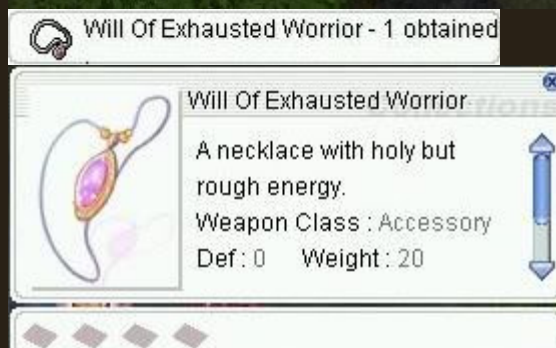 Will Of Exhausted Worrior - 1 obtained
Will Of Exhausted Worrior
A necklace with holy but
rough energy.
Weapon Class : Accessory
Def : 0 Weight : 20